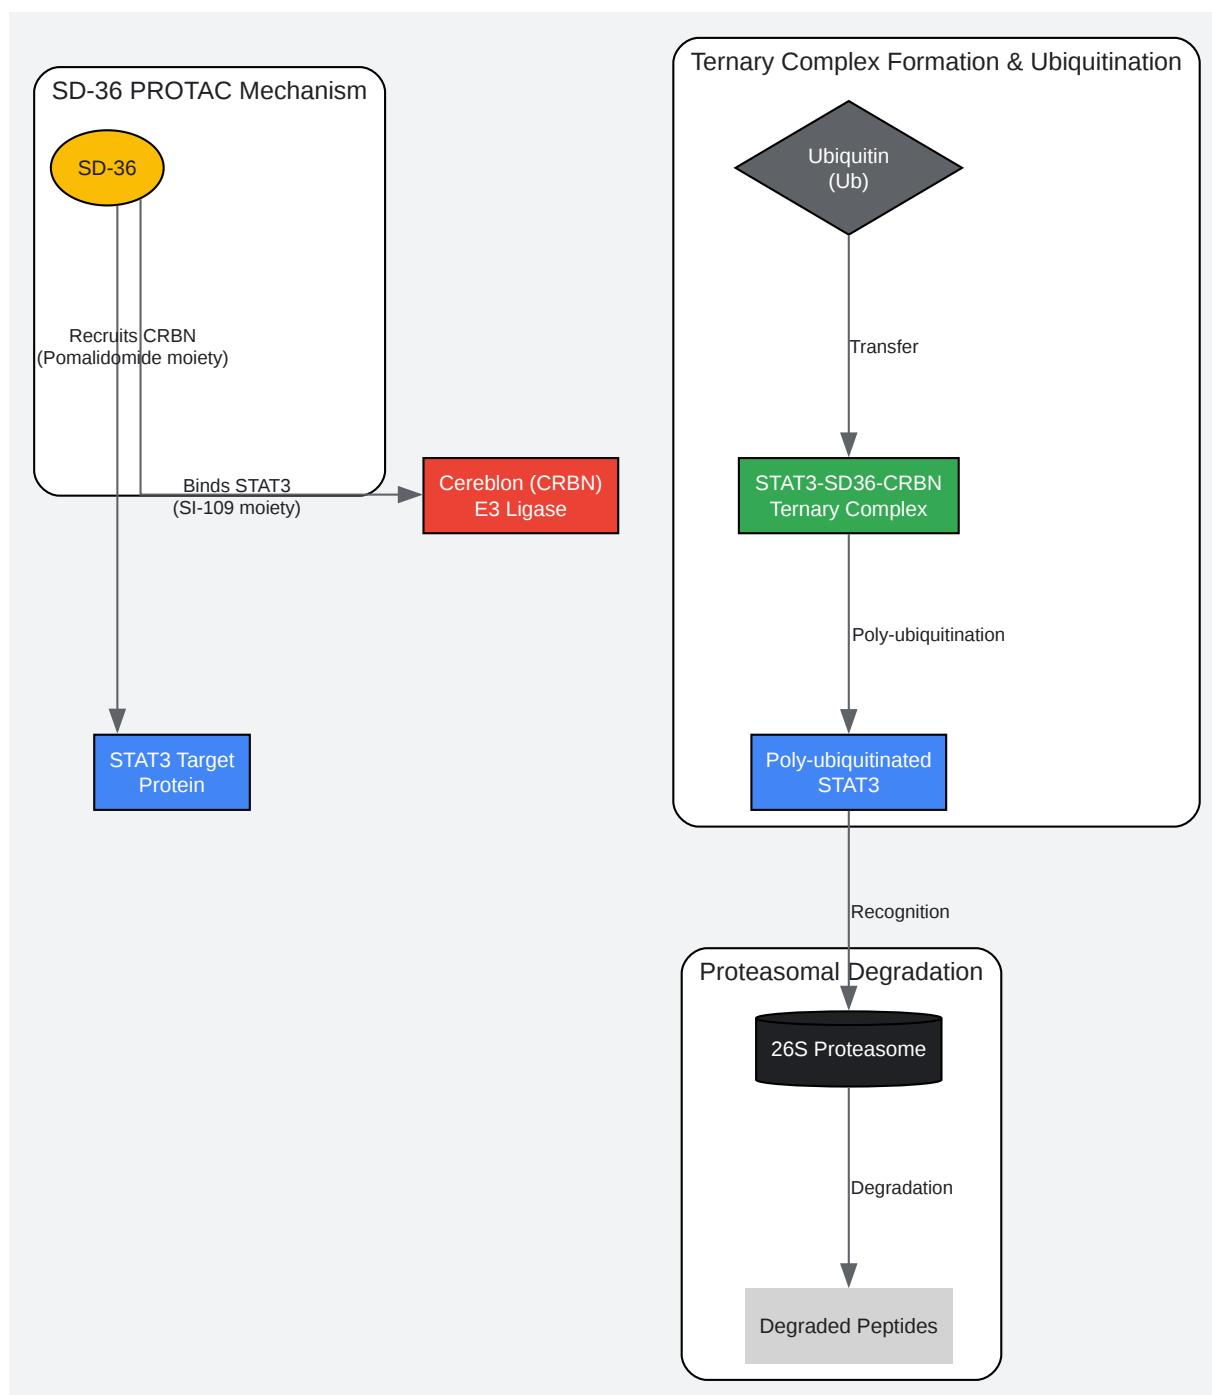 SD-36 PROTAC Mechanism
SD-36
Recruits CRBN
(Pomalidomide moiety)
Binds STAT3
(SI-109 moiety)
Cereblon (CRBN)
E3 Ligase
STAT3 Target
Protein
Ternary Complex Formation & Ubiquitination
Ubiquitin
(Ub)
Transfer
STAT3-SD36-CRBN
Ternary Complex
Poly-ubiquitination
Poly-ubiquitinated
STAT3
Recognition
Proteasomal Degradation
26S Proteasome
Degradation
Degraded Peptides